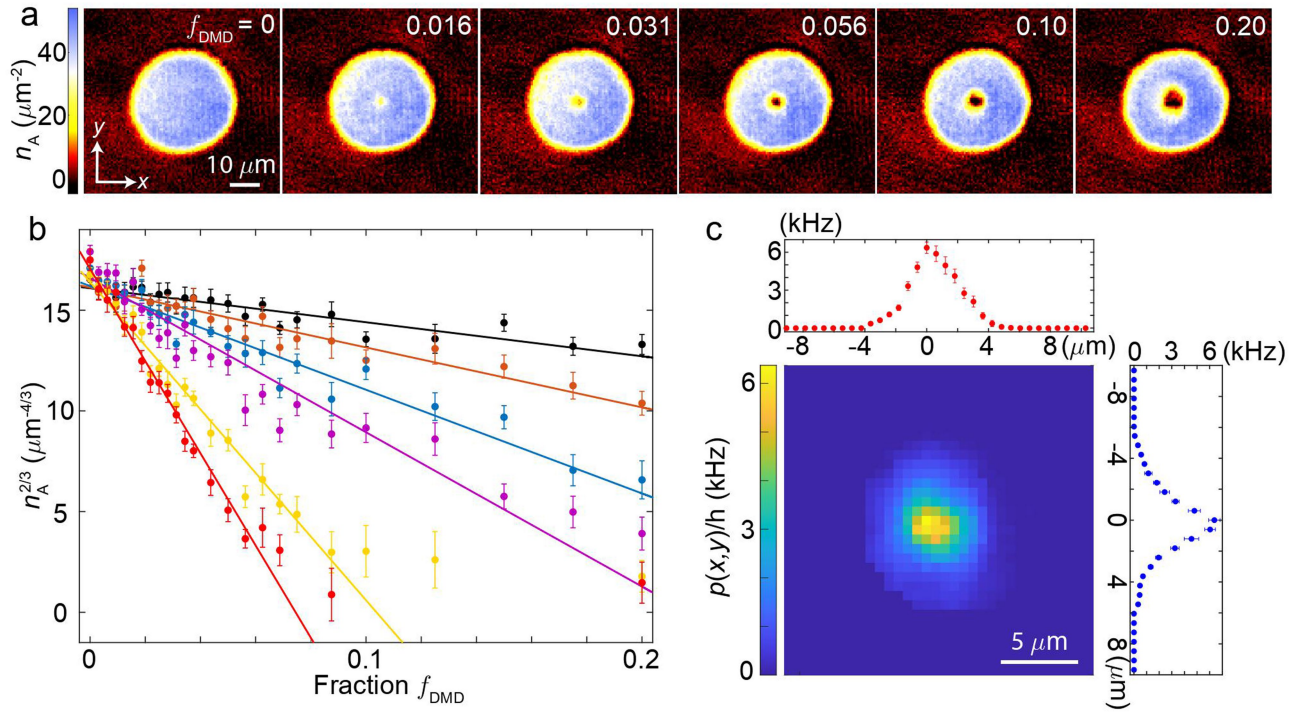 a
n_A (μm⁻²)
40
20
0
f_DMD = 0
0.016
0.031
0.056
0.10
0.20
y
x
10 μm
b
n_A^2/3 (μm^-4/3)
15
10
5
0
0
0.1
0.2
Fraction f_DMD
c
(kHz)
6
3
0
-8
-4
0
4
8
(μm)
p(x,y)/h (kHz)
6
3
0
5 μm
0
3
6
(kHz)
-8
-4
0
4
8
(μm)